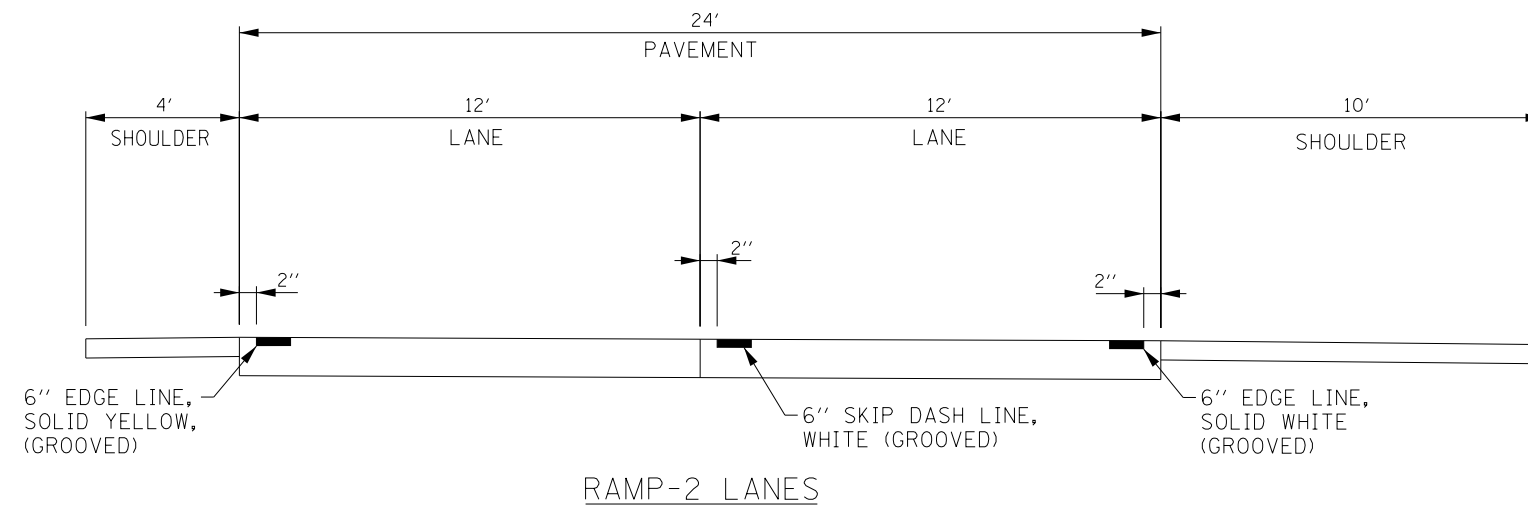 24'
PAVEMENT
4'
12'
12'
10'
SHOULDER
LANE
LANE
SHOULDER
2''
2''
2''
6'' EDGE LINE,
SOLID YELLOW,
(GROOVED)
6'' SKIP DASH LINE,
WHITE (GROOVED)
6'' EDGE LINE,
SOLID WHITE
(GROOVED)
RAMP-2 LANES